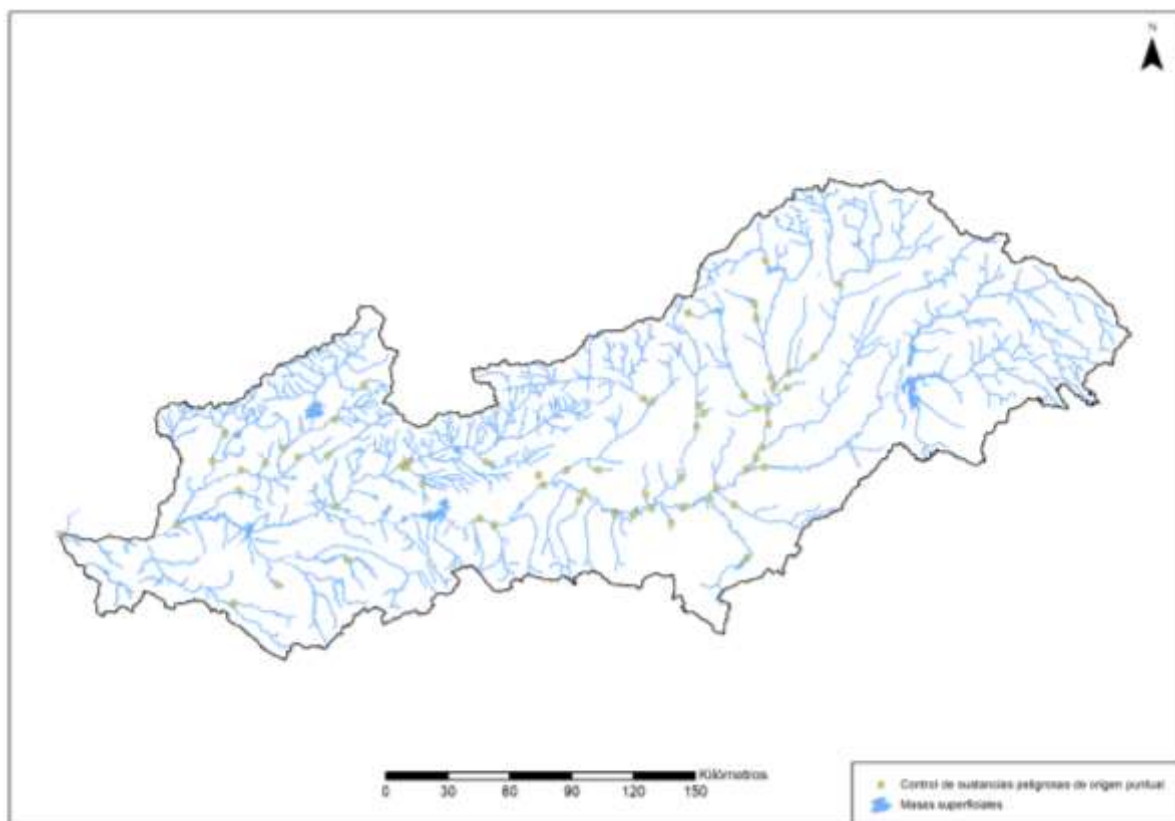 N
Kilómetros
0 30 60 90 120 150
Control de sustancias peligrosas de origen puntual
Masas superficiales